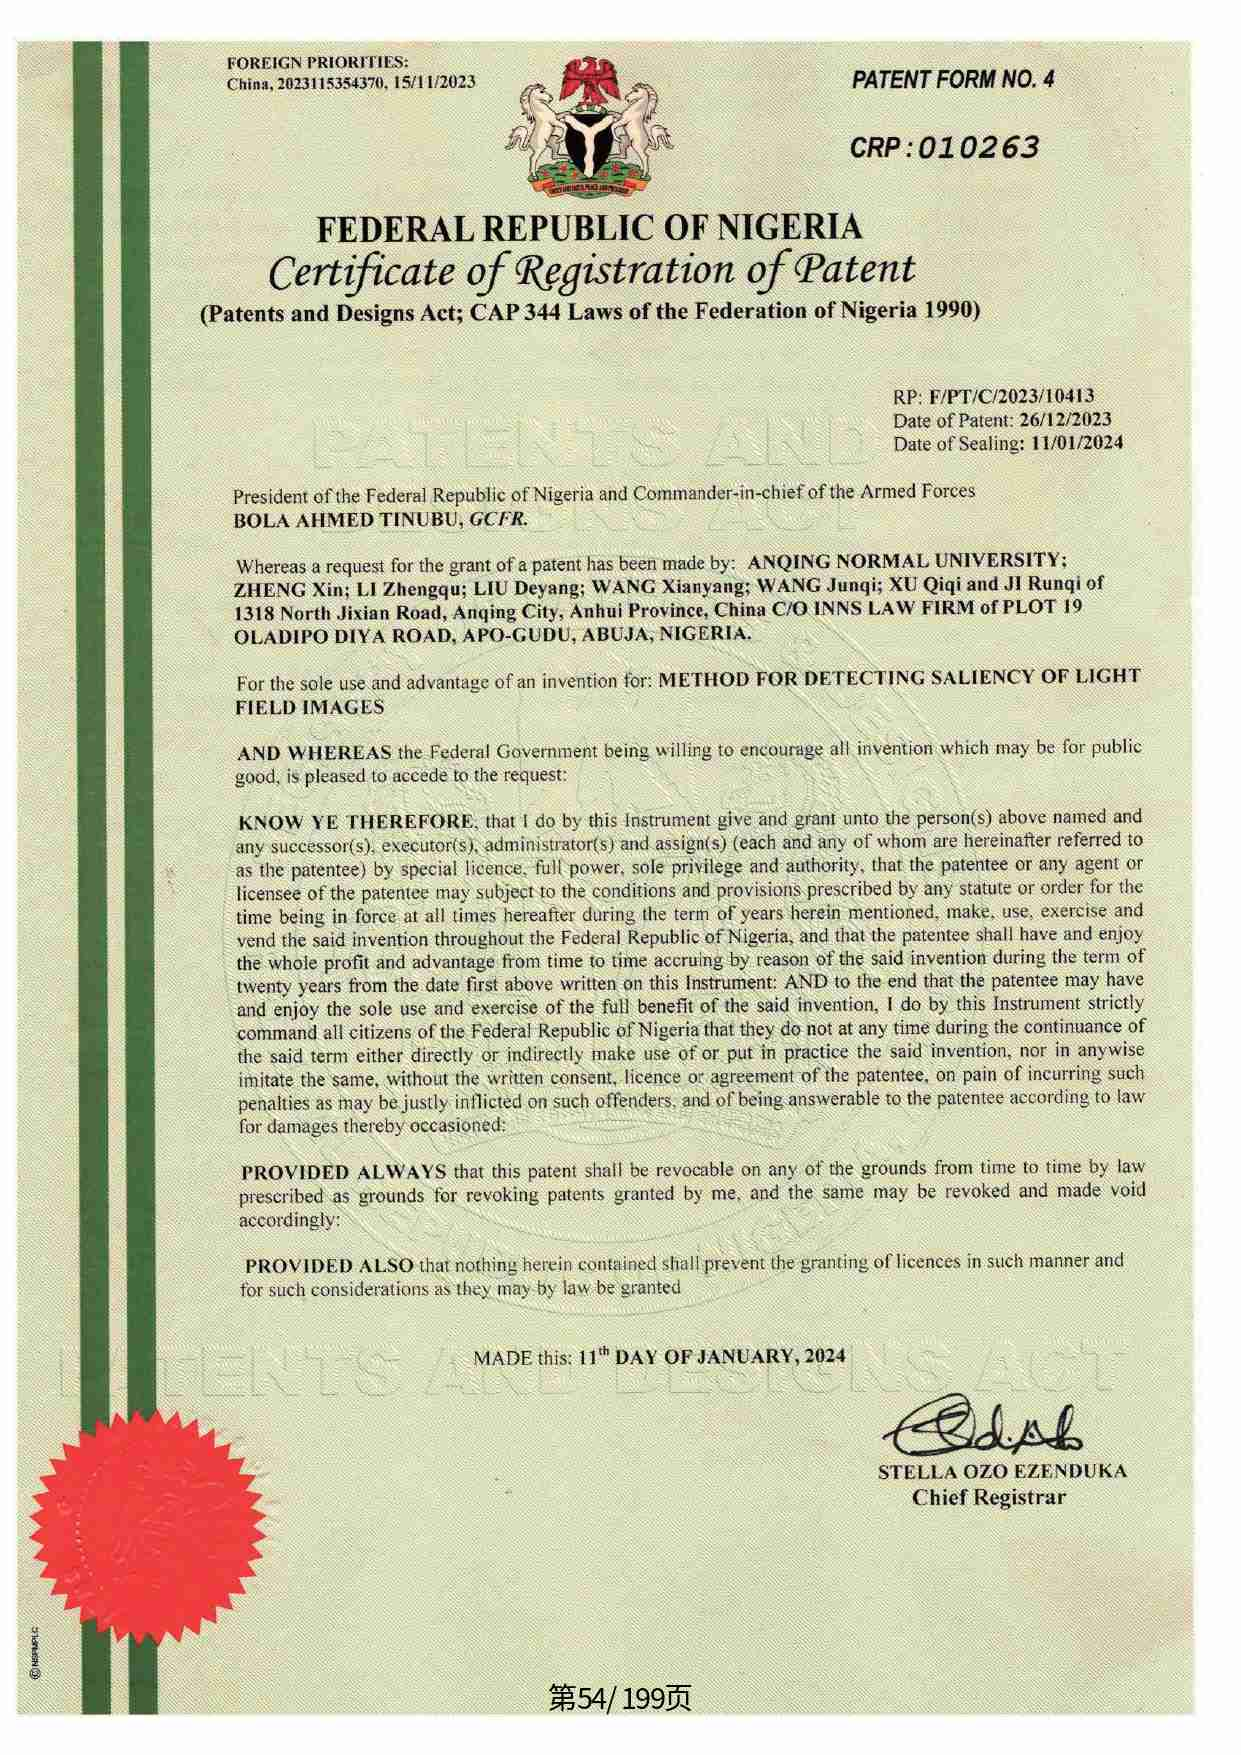 FOREIGN PRIORITIES:
China, 2023115354370, 15/11/2023
PATENT FORM NO. 4
CRP:010263
FEDERAL REPUBLIC OF NIGERIA
Certificate of Registration of Patent
(Patents and Designs Act; CAP 344 Laws of the Federation of Nigeria 1990)
RP: F/PT/C/2023/10413
Date of Patent: 26/12/2023
Date of Sealing: 11/01/2024
PATENTS AND
DESIGNS ACT
President of the Federal Republic of Nigeria and Commander-in-chief of the Armed Forces
BOLA AHMED TINUBU, GCFR.
Whereas a request for the grant of a patent has been made by: ANQING NORMAL UNIVERSITY;
ZHENG Xin; LI Zhengqu; LIU Deyang; WANG Xianyang; WANG Junqi; XU Qiqi and JI Runqi of
1318 North Jixian Road, Anqing City, Anhui Province, China C/O INNS LAW FIRM of PLOT 19
OLADIPO DIYA ROAD, APO-GUDU, ABUJA, NIGERIA.
For the sole use and advantage of an invention for: METHOD FOR DETECTING SALIENCY OF LIGHT
FIELD IMAGES
AND WHEREAS the Federal Government being willing to encourage all invention which may be for public
good, is pleased to accede to the request:
KNOW YE THEREFORE, that I do by this Instrument give and grant unto the person(s) above named and
any successor(s), executor(s), administrator(s) and assign(s) (each and any of whom are hereinafter referred to
as the patentee) by special licence, full power, sole privilege and authority, that the patentee or any agent or
licensee of the patentee may subject to the conditions and provisions prescribed by any statute or order for the
time being in force at all times hereafter during the term of years herein mentioned, make, use, exercise and
vend the said invention throughout the Federal Republic of Nigeria, and that the patentee shall have and enjoy
the whole profit and advantage from time to time accruing by reason of the said invention during the term of
twenty years from the date first above written on this Instrument: AND to the end that the patentee may have
and enjoy the sole use and exercise of the full benefit of the said invention, I do by this Instrument strictly
command all citizens of the Federal Republic of Nigeria that they do not at any time during the continuance of
the said term either directly or indirectly make use of or put in practice the said invention, nor in anywise
imitate the same, without the written consent, licence or agreement of the patentee, on pain of incurring such
penalties as may be justly inflicted on such offenders, and of being answerable to the patentee according to law
for damages thereby occasioned:
PROVIDED ALWAYS that this patent shall be revocable on any of the grounds from time to time by law
prescribed as grounds for revoking patents granted by me, and the same may be revoked and made void
accordingly:
PROVIDED ALSO that nothing herein contained shall prevent the granting of licences in such manner and
for such considerations as they may by law be granted
MADE this: 11th DAY OF JANUARY, 2024
PATENTS AND DESIGNS ACT
STELLA OZO EZENDUKA
Chief Registrar
© NSPMPLC
第54/199页